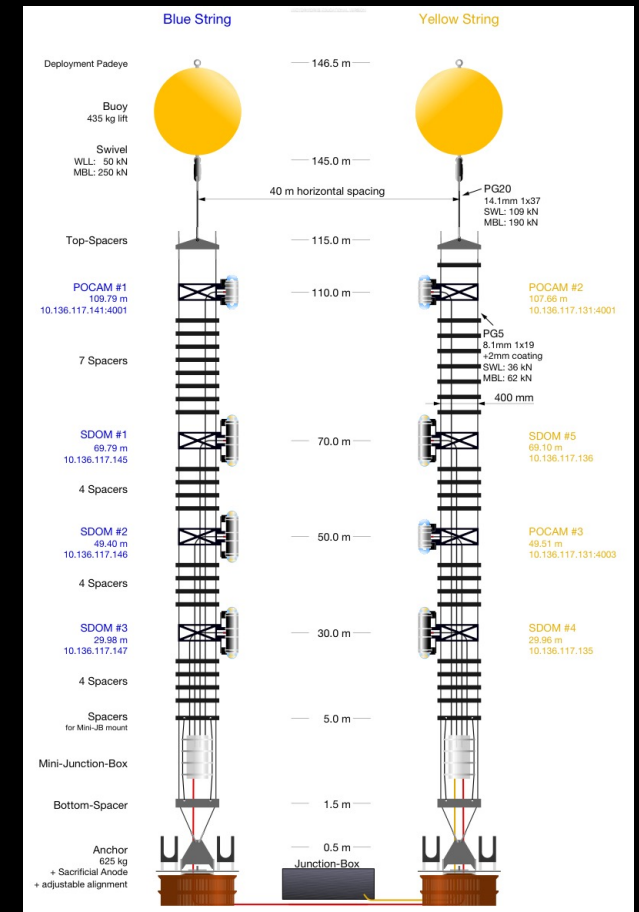 Blue String
Yellow String
Deployment Padeye
146.5 m
Buoy
435 kg lift
Swivel
WLL: 50 kN
MBL: 250 kN
145.0 m
40 m horizontal spacing
PG20
14.1mm 1x37
SWL: 109 kN
MBL: 190 kN
Top-Spacers
115.0 m
POCAM #1
109.79 m
10.136.117.141:4001
110.0 m
POCAM #2
107.66 m
10.136.117.131:4001
PG5
8.1mm 1x19
+2mm coating
SWL: 36 kN
MBL: 62 kN
7 Spacers
400 mm
SDOM #1
69.79 m
10.136.117.145
70.0 m
SDOM #5
69.10 m
10.136.117.136
4 Spacers
SDOM #2
49.40 m
10.136.117.146
50.0 m
POCAM #3
49.51 m
10.136.117.131:4003
4 Spacers
SDOM #3
29.98 m
10.136.117.147
30.0 m
SDOM #4
29.96 m
10.136.117.135
4 Spacers
Spacers
for Mini-JB mount
5.0 m
Mini-Junction-Box
Bottom-Spacer
1.5 m
Anchor
625 kg
+ Sacrificial Anode
+ adjustable alignment
0.5 m
Junction-Box